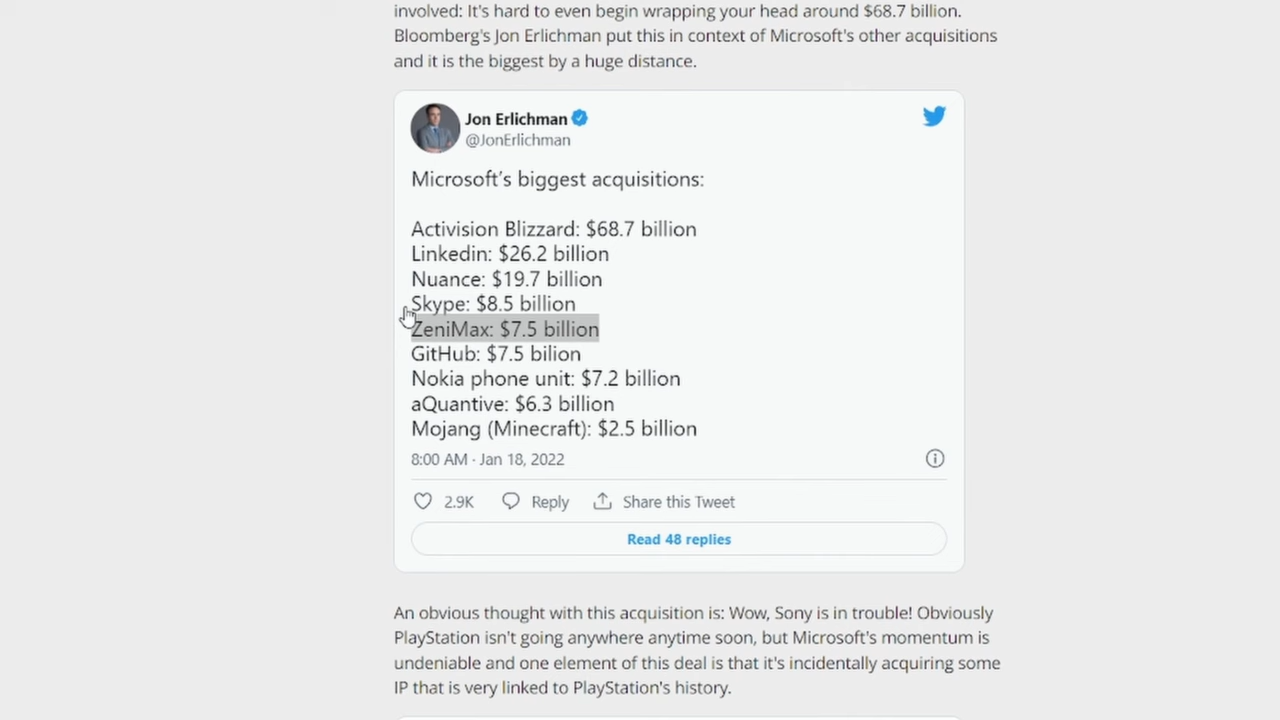 involved: It's hard to even begin wrapping your head around $68.7 billion.
Bloomberg's Jon Erlichman put this in context of Microsoft's other acquisitions
and it is the biggest by a huge distance.
Jon Erlichman
@JonErlichman
Microsoft's biggest acquisitions:
Activision Blizzard: $68.7 billion
Linkedin: $26.2 billion
Nuance: $19.7 billion
Skype: $8.5 billion
ZeniMax: $7.5 billion
GitHub: $7.5 bilion
Nokia phone unit: $7.2 billion
aQuantive: $6.3 billion
Mojang (Minecraft): $2.5 billion
8:00 AM · Jan 18, 2022
2.9K Reply Share this Tweet
Read 48 replies
An obvious thought with this acquisition is: Wow, Sony is in trouble! Obviously
PlayStation isn't going anywhere anytime soon, but Microsoft's momentum is
undeniable and one element of this deal is that it's incidentally acquiring some
IP that is very linked to PlayStation's history.